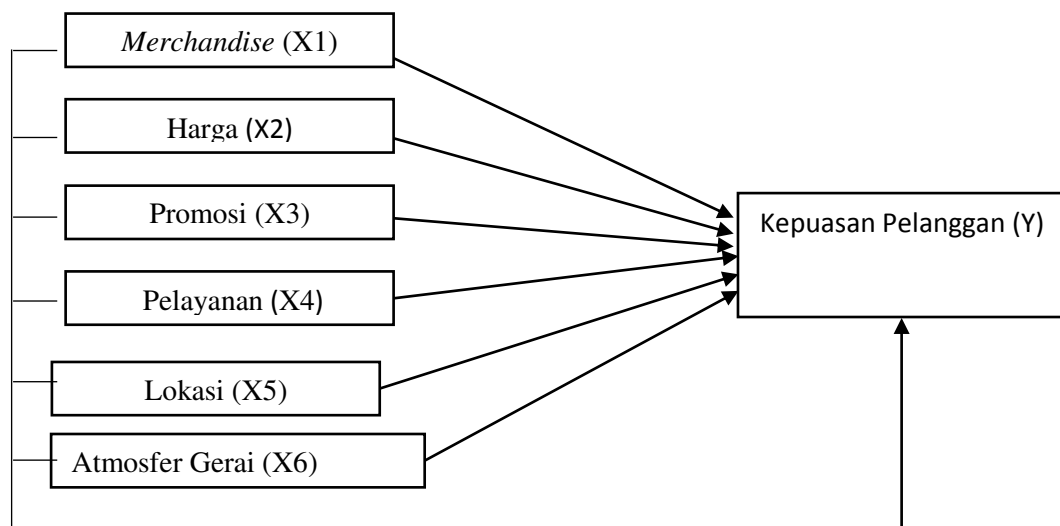 Merchandise (X1)
Harga (X2)
Promosi (X3)
Pelayanan (X4)
Lokasi (X5)
Atmosfer Gerai (X6)
Kepuasan Pelanggan (Y)